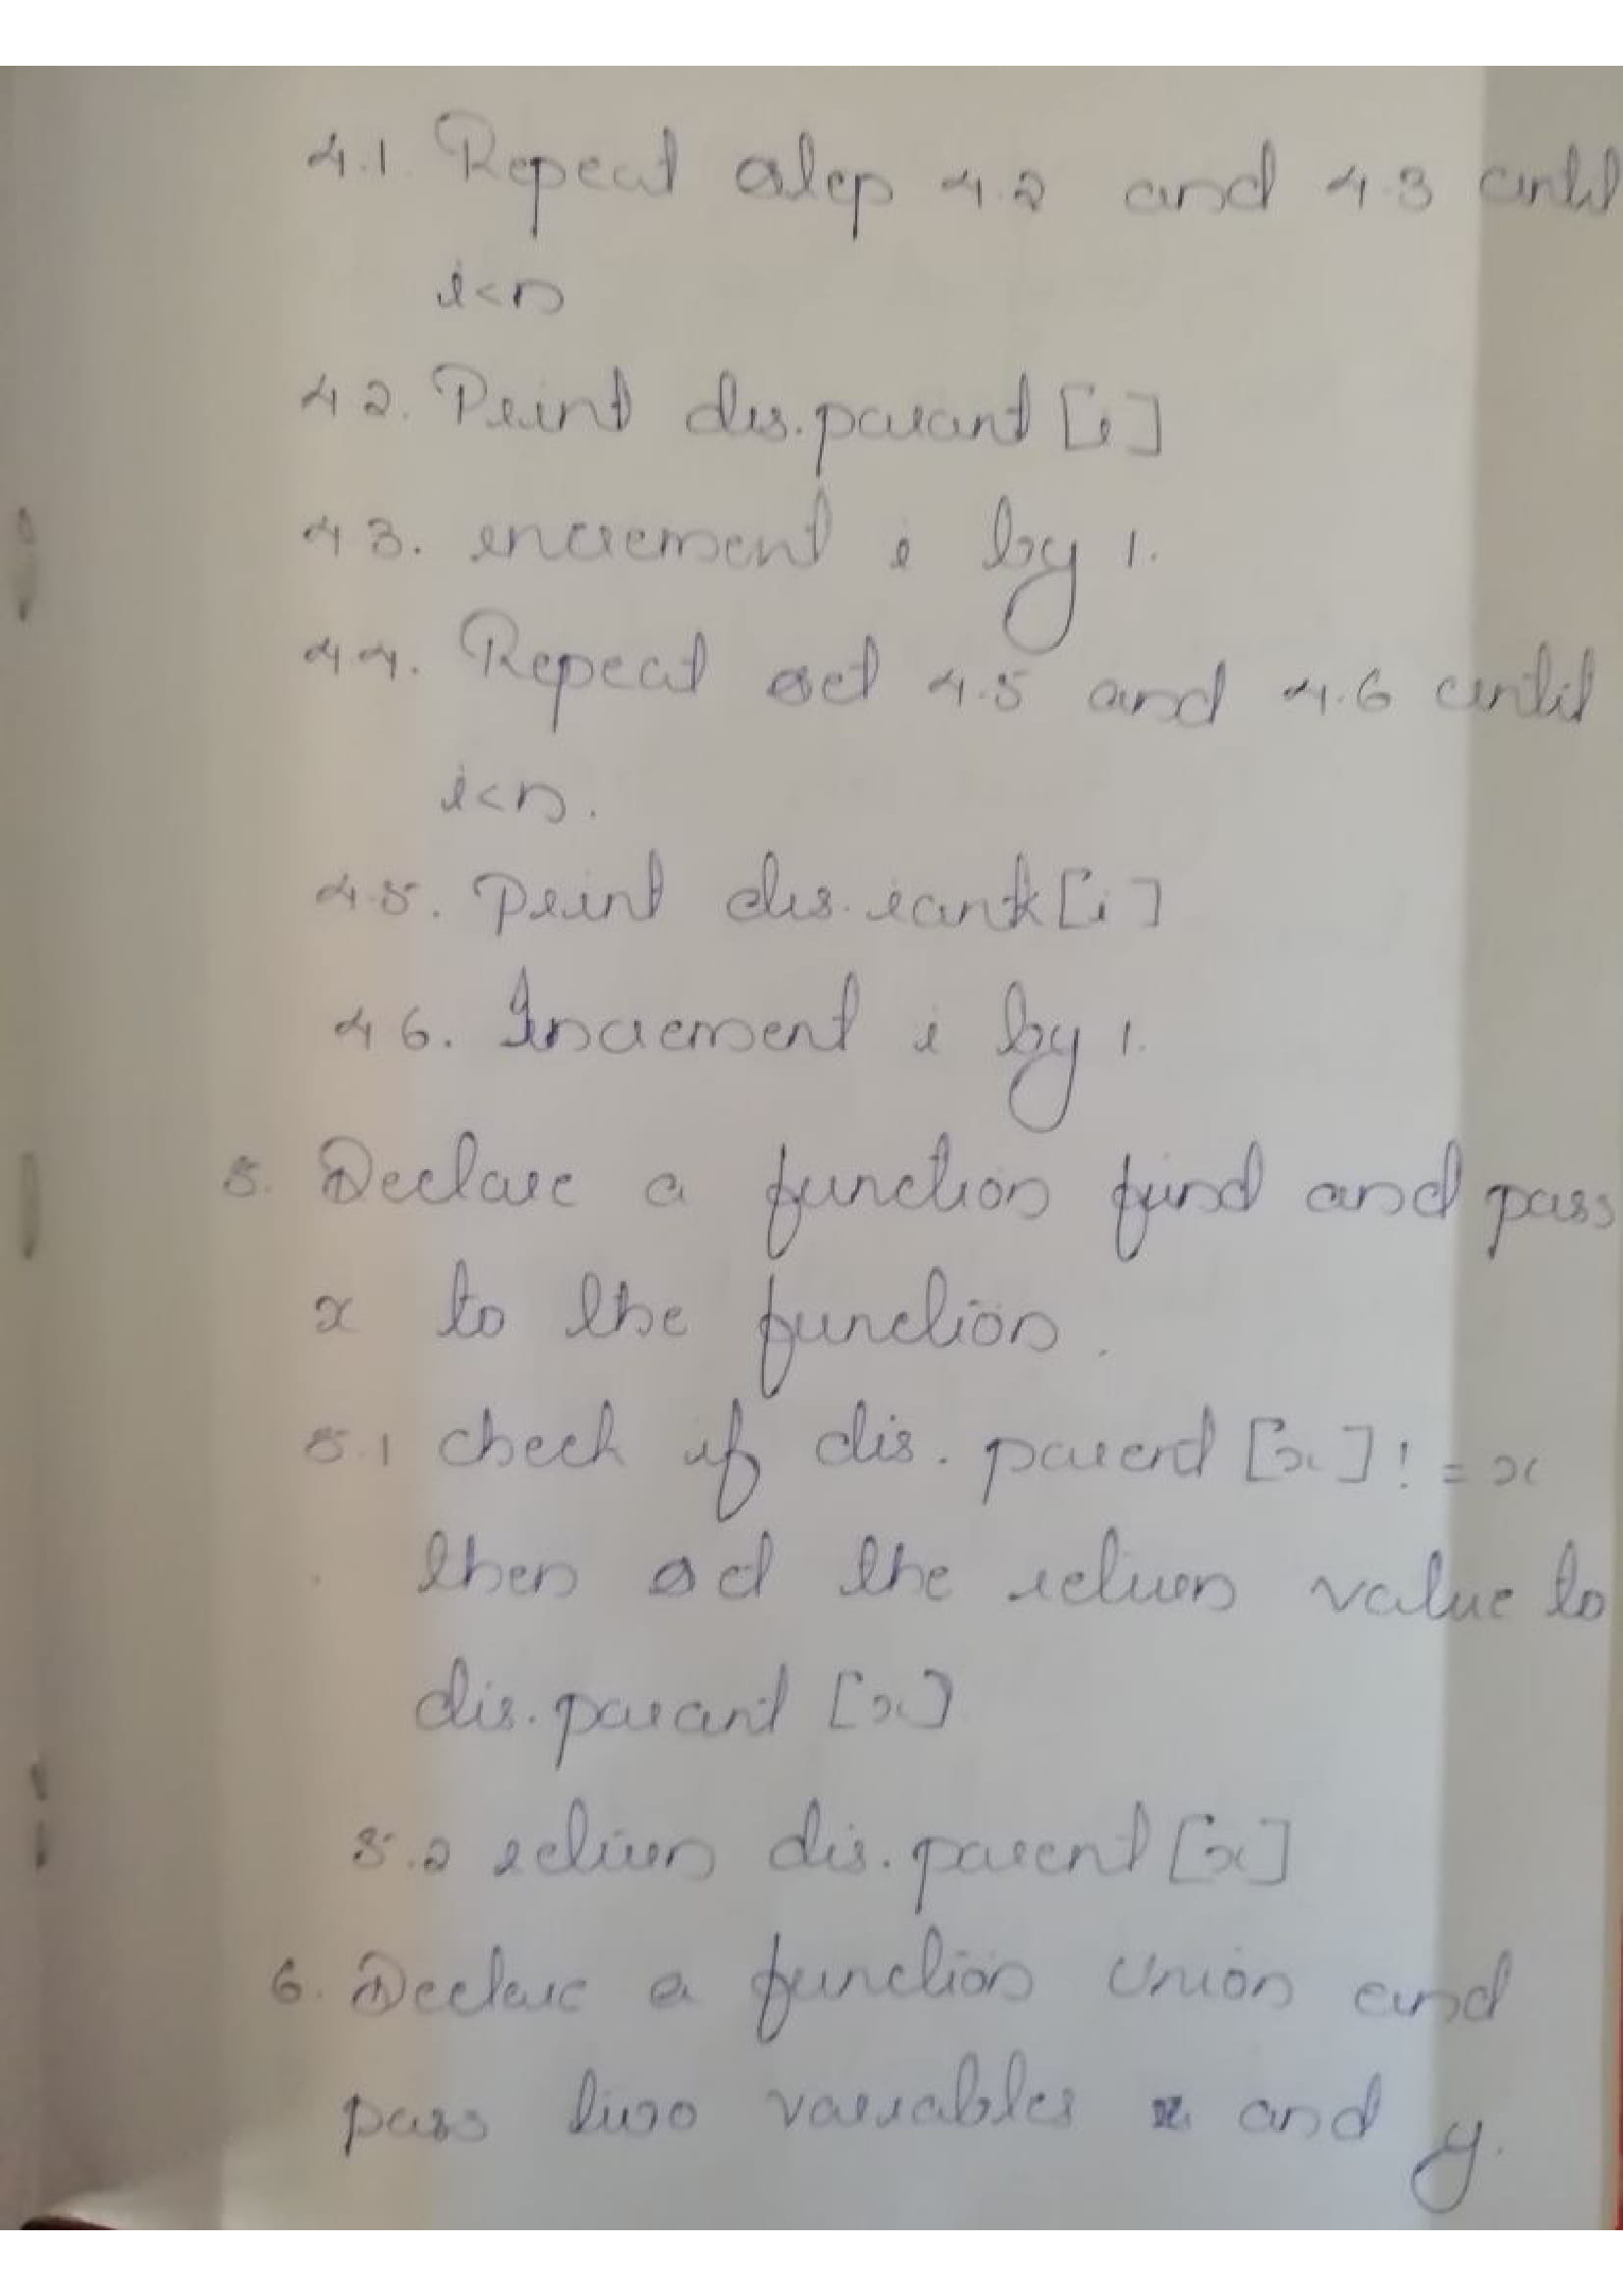 4.1. Repeat step 4.2 and 4.3 until
i<n
4.2. Print dis.parant [i]
4.3. increment i by 1.
4.4. Repeat set 4.5 and 4.6 until
i<n.
4.5. Print dis.rank[i]
4.6. Increment i by 1.
5. Declare a function find and pass
x to the function.
5.1 check if dis. parent [x] != x
then set the return value to
dis.parant [x]
5.2 return dis.parent [x]
6. Declare a function union and
pass two variables x and y.